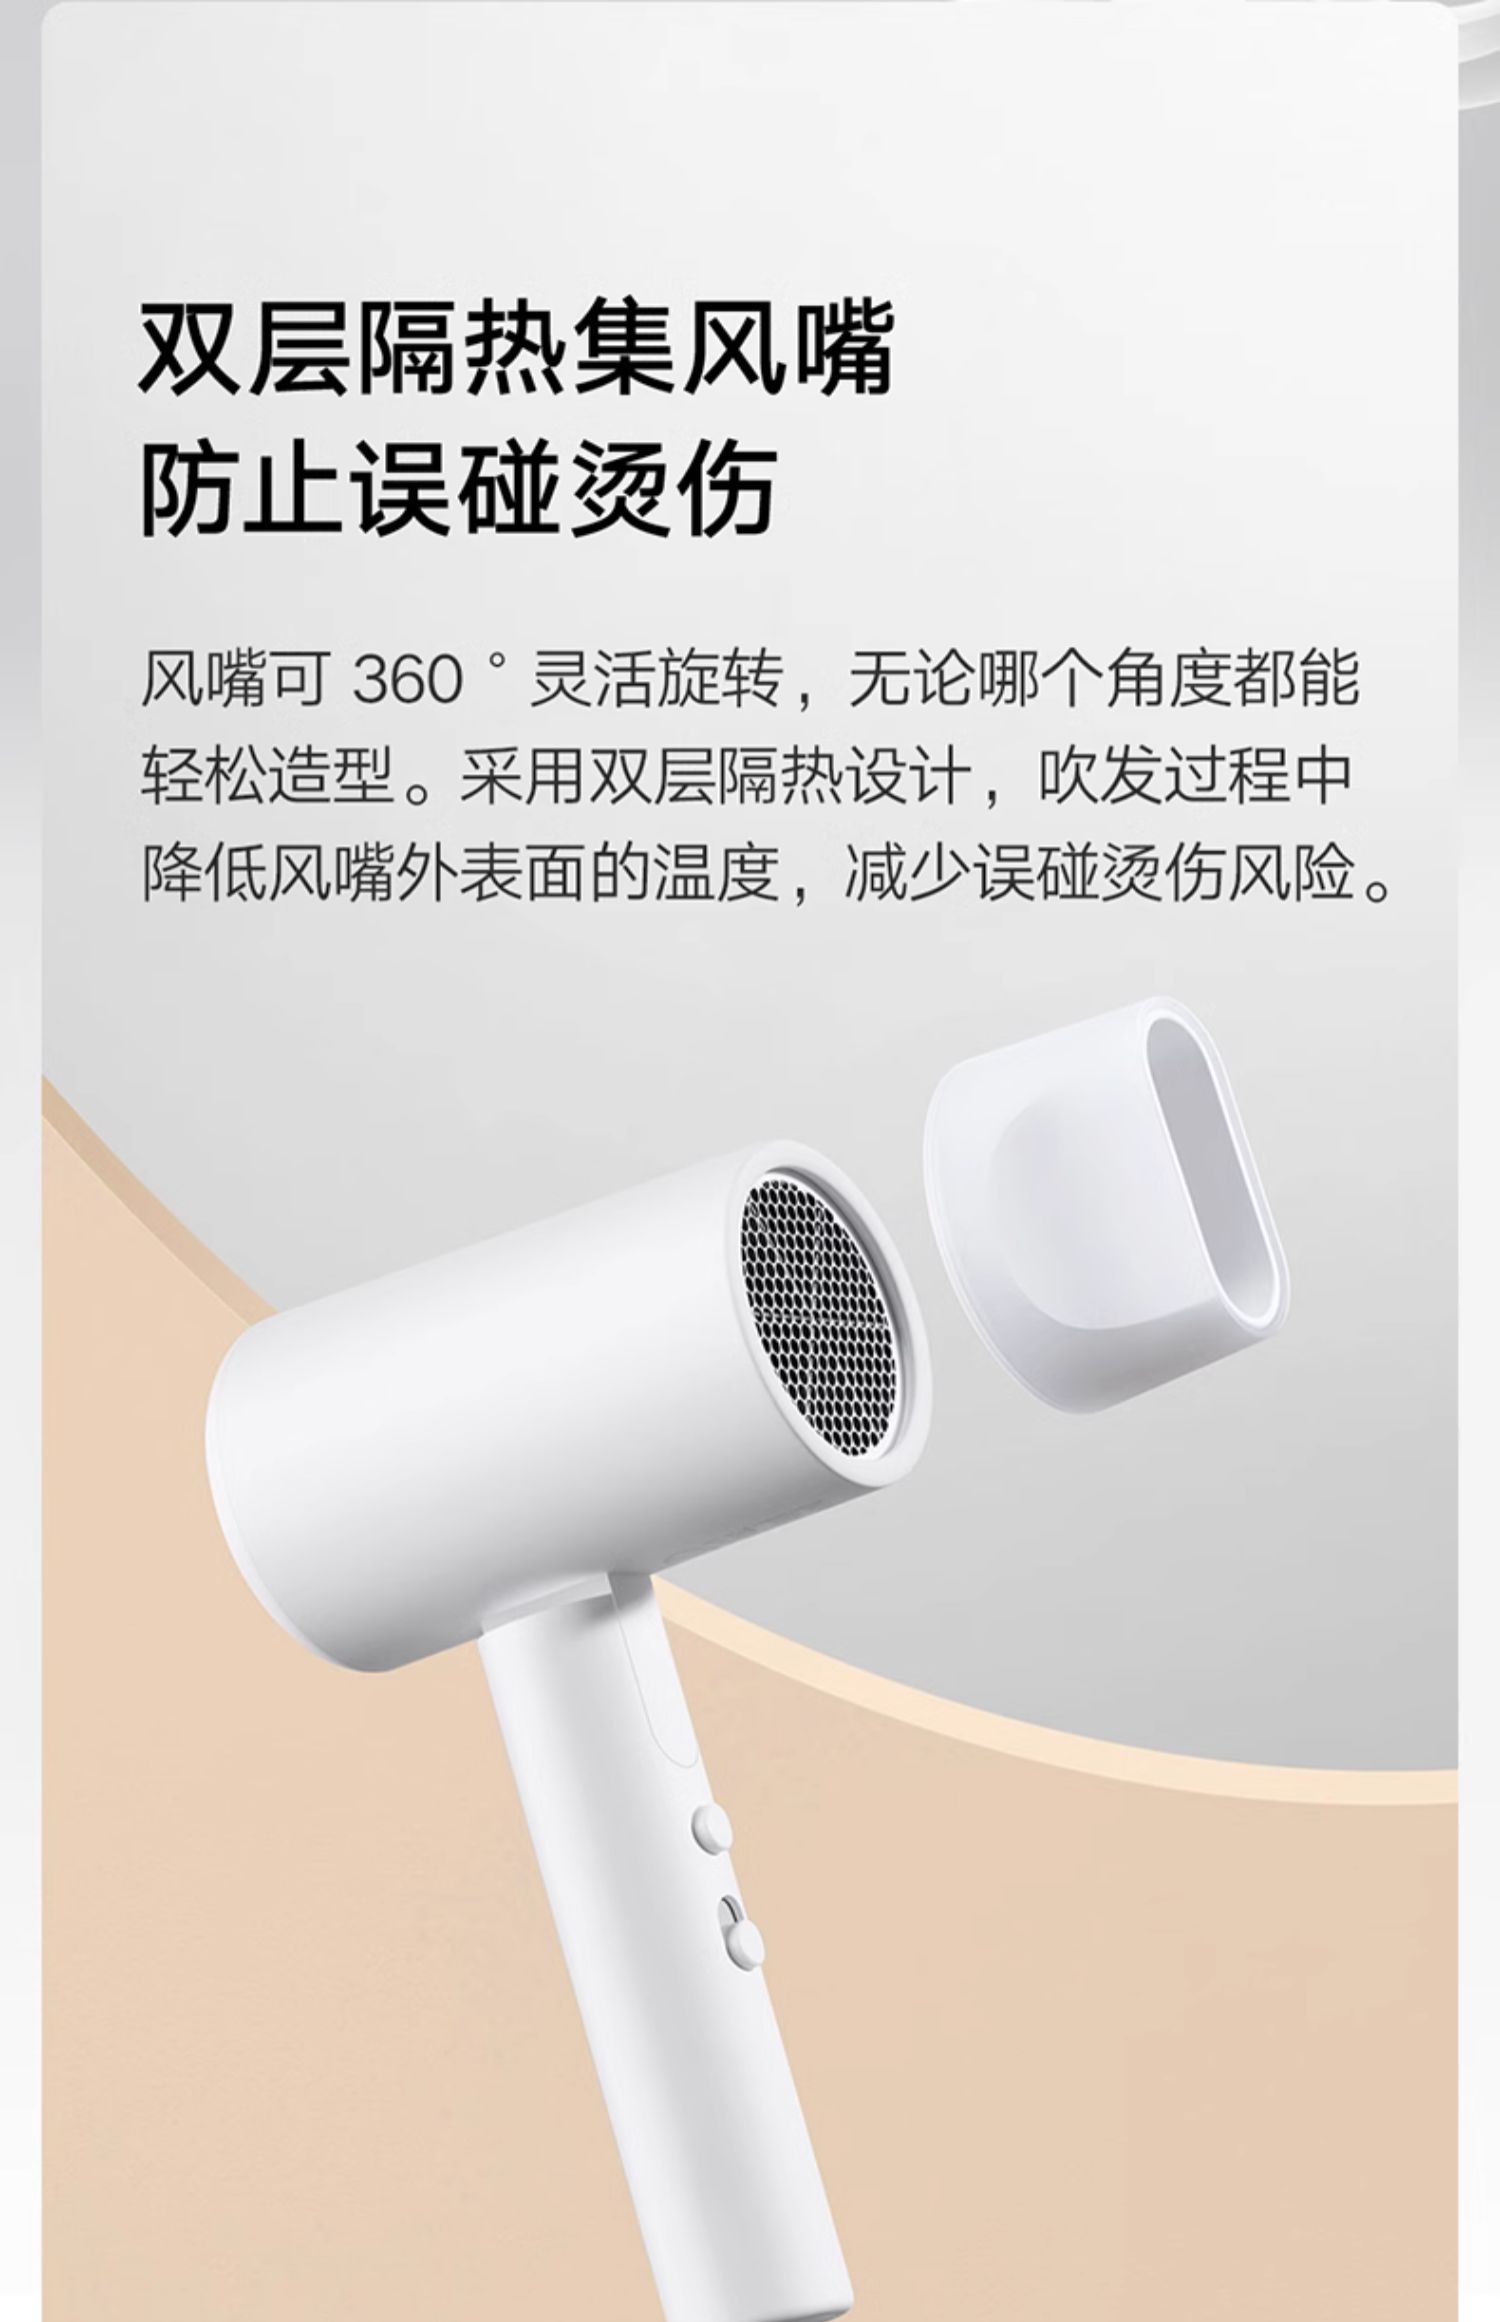 双层隔热集风嘴
防止误碰烫伤
风嘴可 360 ° 灵活旋转，无论哪个角度都能
轻松造型。采用双层隔热设计，吹发过程中
降低风嘴外表面的温度，减少误碰烫伤风险。